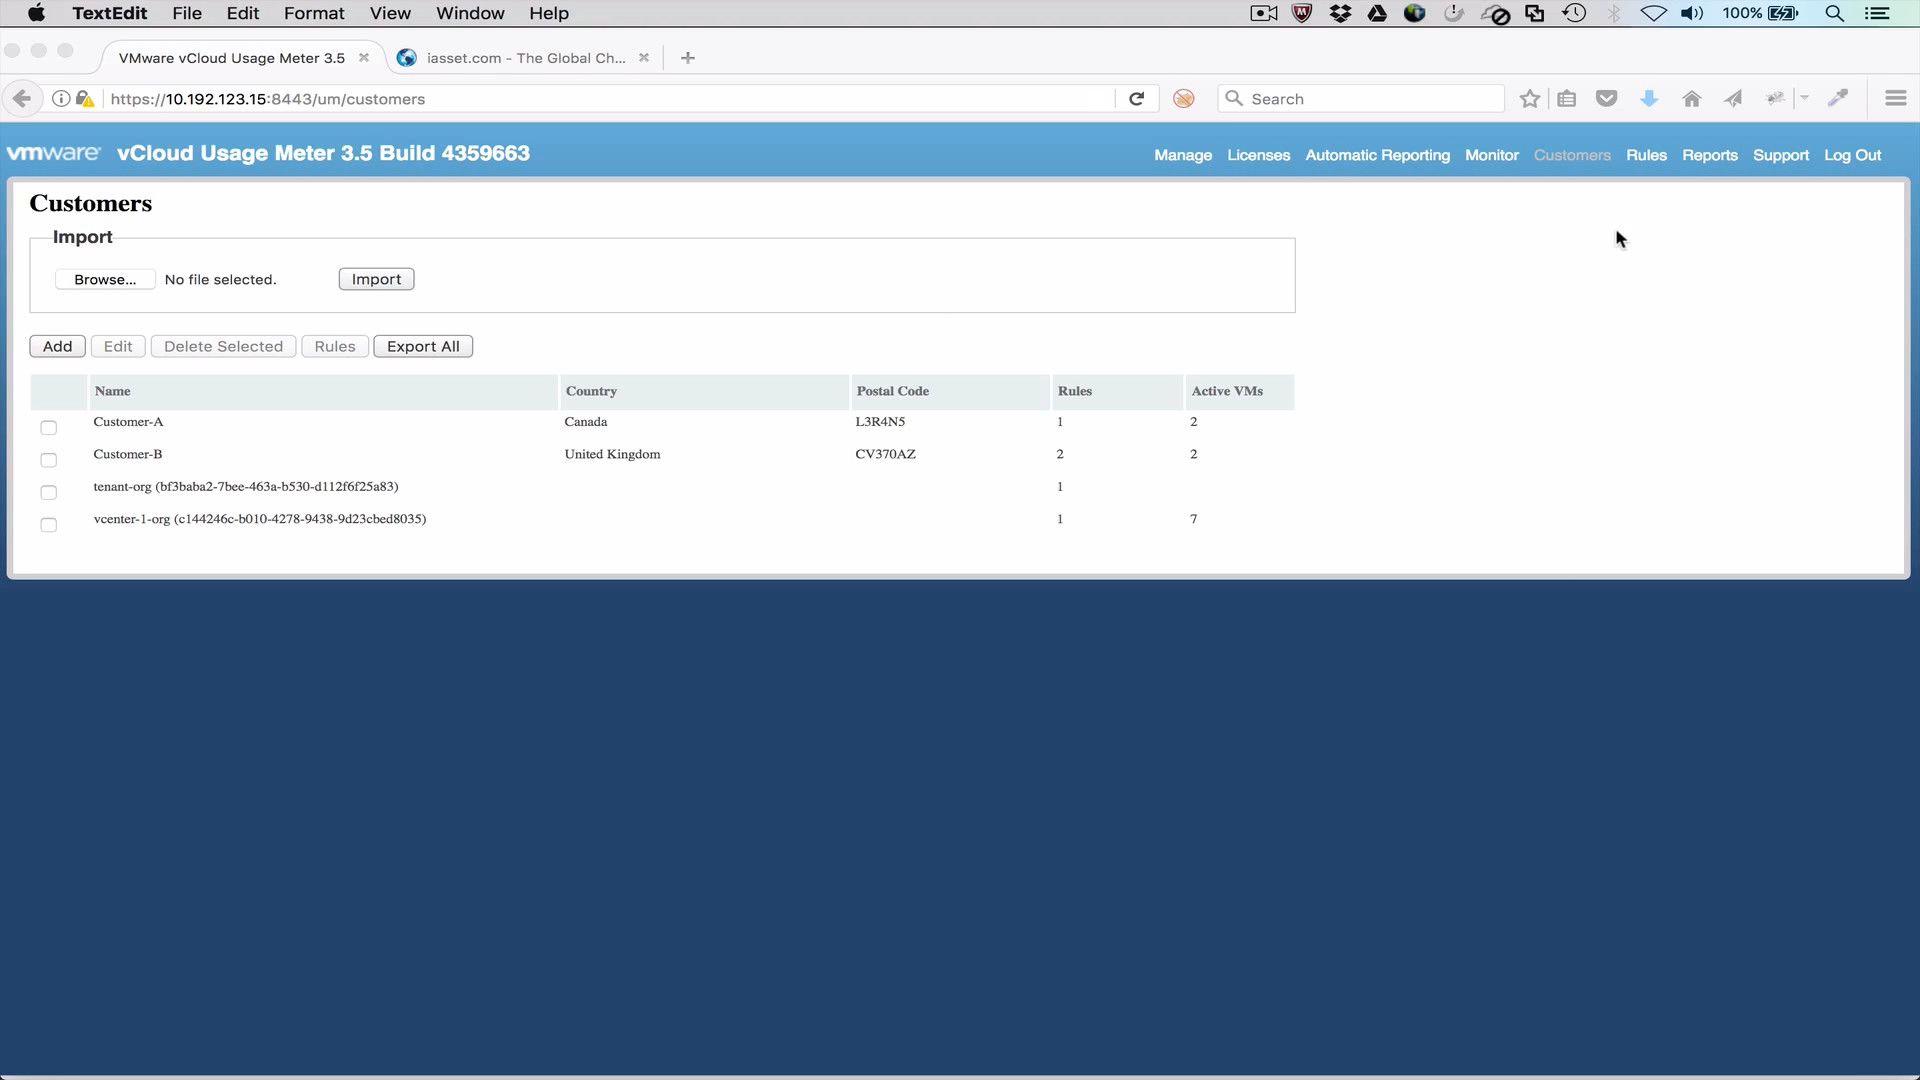 TextEdit File Edit Format View Window Help 100%
VMware vCloud Usage Meter 3.5 iasset.com - The Global Ch...
https://10.192.123.15:8443/um/customers Search
vmware vCloud Usage Meter 3.5 Build 4359663 Manage Licenses Automatic Reporting Monitor Customers Rules Reports Support Log Out
Customers
Import
Browse... No file selected. Import
Add Edit Delete Selected Rules Export All
Name Country Postal Code Rules Active VMs
Customer-A Canada L3R4N5 1 2
Customer-B United Kingdom CV370AZ 2 2
tenant-org (bf3baba2-7bee-463a-b530-d112f6f25a83) 1
vcenter-1-org (c144246c-b010-4278-9438-9d23cbed8035) 1 7